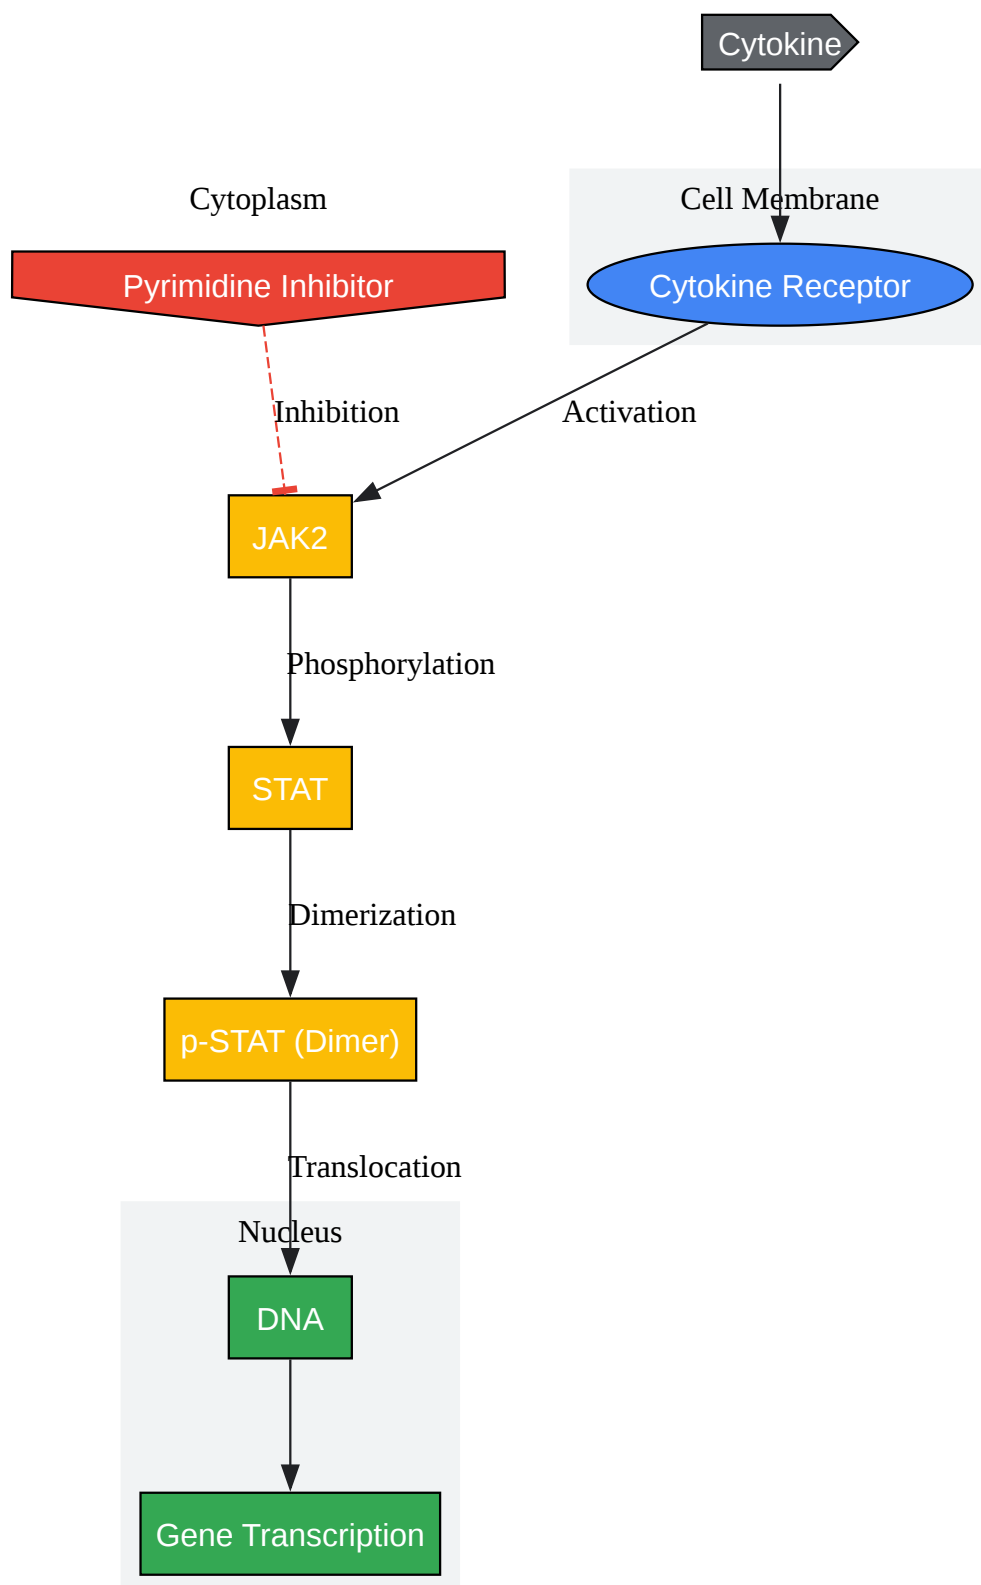 Cytokine
Cytoplasm
Cell Membrane
Pyrimidine Inhibitor
Cytokine Receptor
Inhibition
Activation
JAK2
Phosphorylation
STAT
Dimerization
p-STAT (Dimer)
Translocation
Nucleus
DNA
Gene Transcription